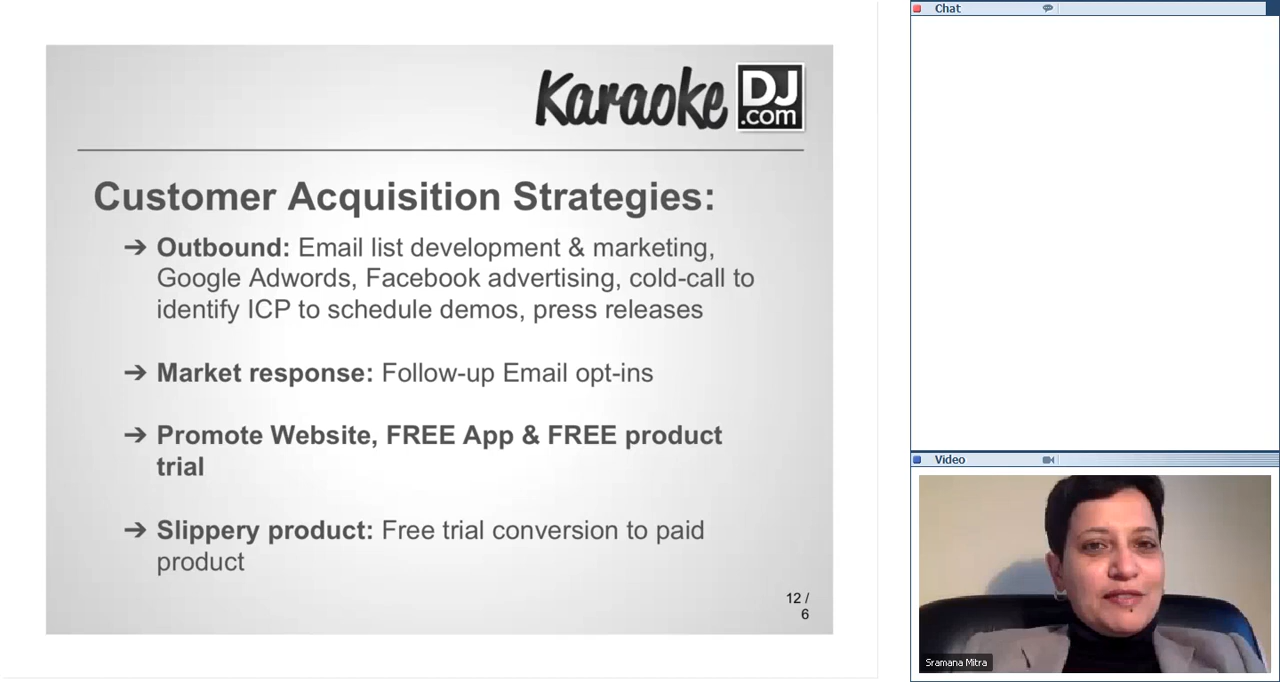 Karaoke DJ .com
Customer Acquisition Strategies:
➔ Outbound: Email list development & marketing,
Google Adwords, Facebook advertising, cold-call to
identify ICP to schedule demos, press releases
➔ Market response: Follow-up Email opt-ins
➔ Promote Website, FREE App & FREE product
trial
➔ Slippery product: Free trial conversion to paid
product
12 /
6
Chat
Video
Sramana Mitra